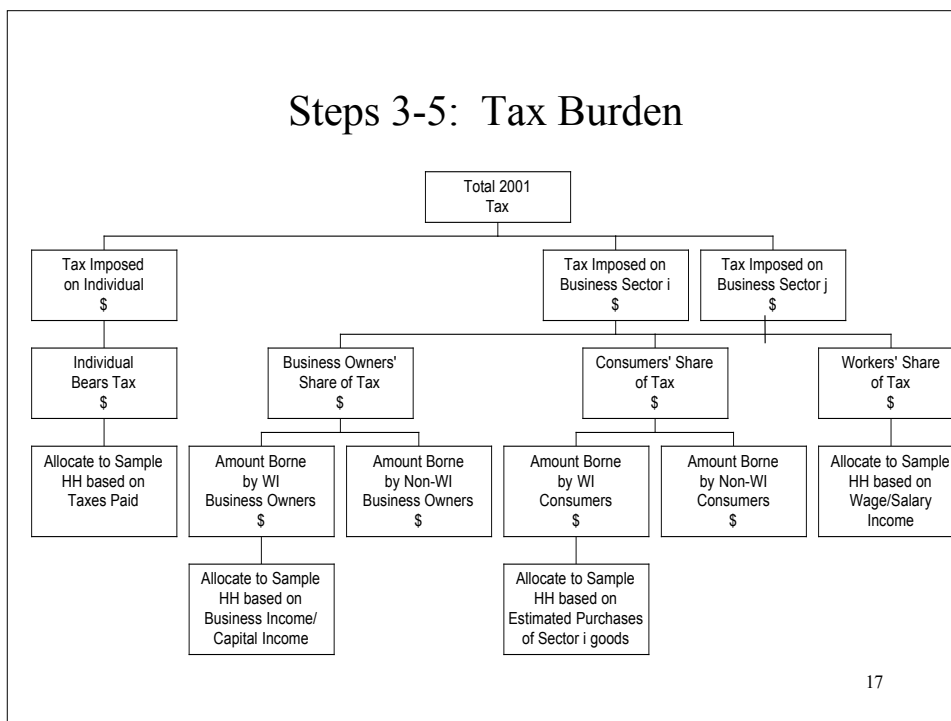 Steps 3-5: Tax Burden
Total 2001
Tax
Tax Imposed
on Individual
$
Tax Imposed on
Business Sector i
$
Tax Imposed on
Business Sector j
$
Individual
Bears Tax
$
Business Owners'
Share of Tax
$
Consumers' Share
of Tax
$
Workers' Share
of Tax
$
Allocate to Sample
HH based on
Taxes Paid
Amount Borne
by WI
Business Owners
$
Amount Borne
by Non-WI
Business Owners
$
Amount Borne
by WI
Consumers
$
Amount Borne
by Non-WI
Consumers
$
Allocate to Sample
HH based on
Wage/Salary
Income
Allocate to Sample
HH based on
Business Income/
Capital Income
Allocate to Sample
HH based on
Estimated Purchases
of Sector i goods
17